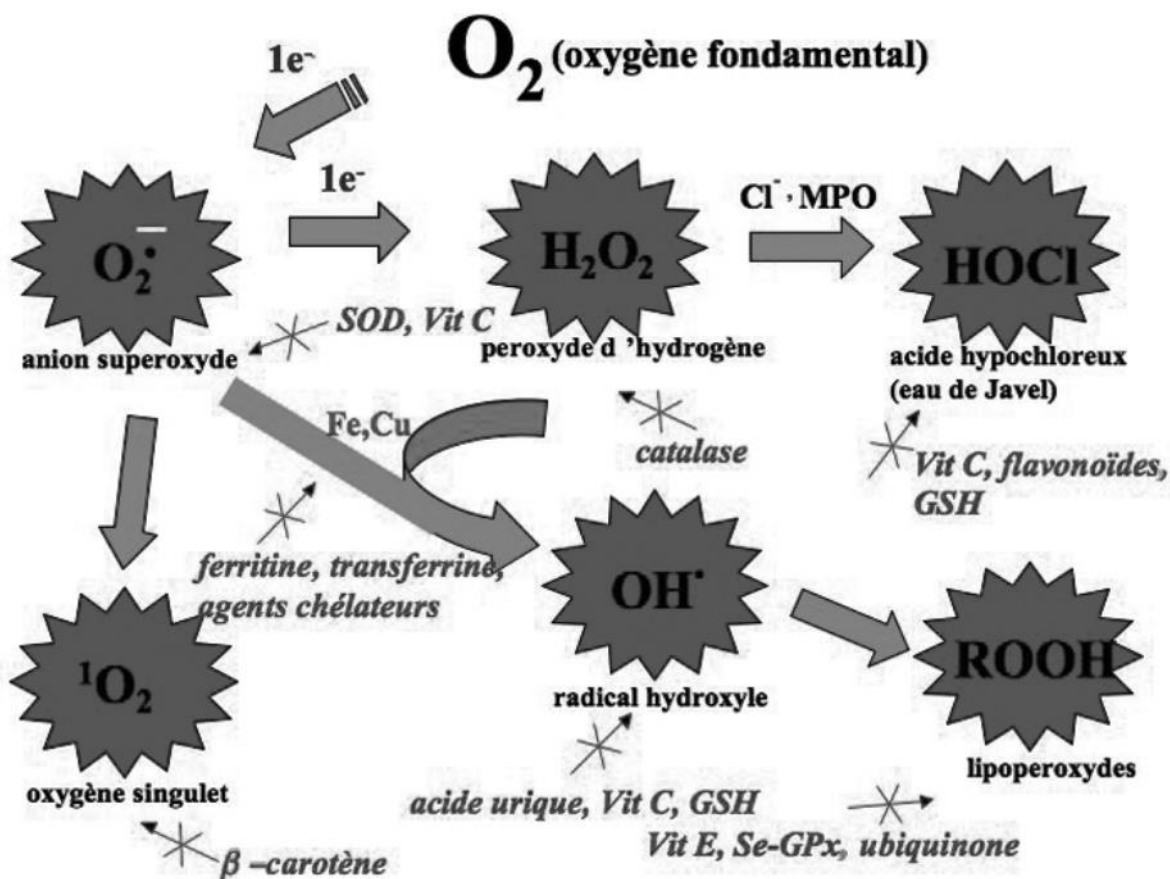 O₂ (oxygène fondamental)
1e⁻
1e⁻
Cl⁻, MPO
O₂•⁻
H₂O₂
HOCl
SOD, Vit C
anion superoxyde
peroxyde d 'hydrogène
acide hypochloreux
(eau de Javel)
Fe,Cu
catalase
Vit C, flavonoïdes,
GSH
ferritine, transferrine,
agents chélateurs
OH•
ROOH
¹O₂
radical hydroxyle
lipoperoxydes
oxygène singulet
acide urique, Vit C, GSH
Vit E, Se-GPx, ubiquinone
β –carotène